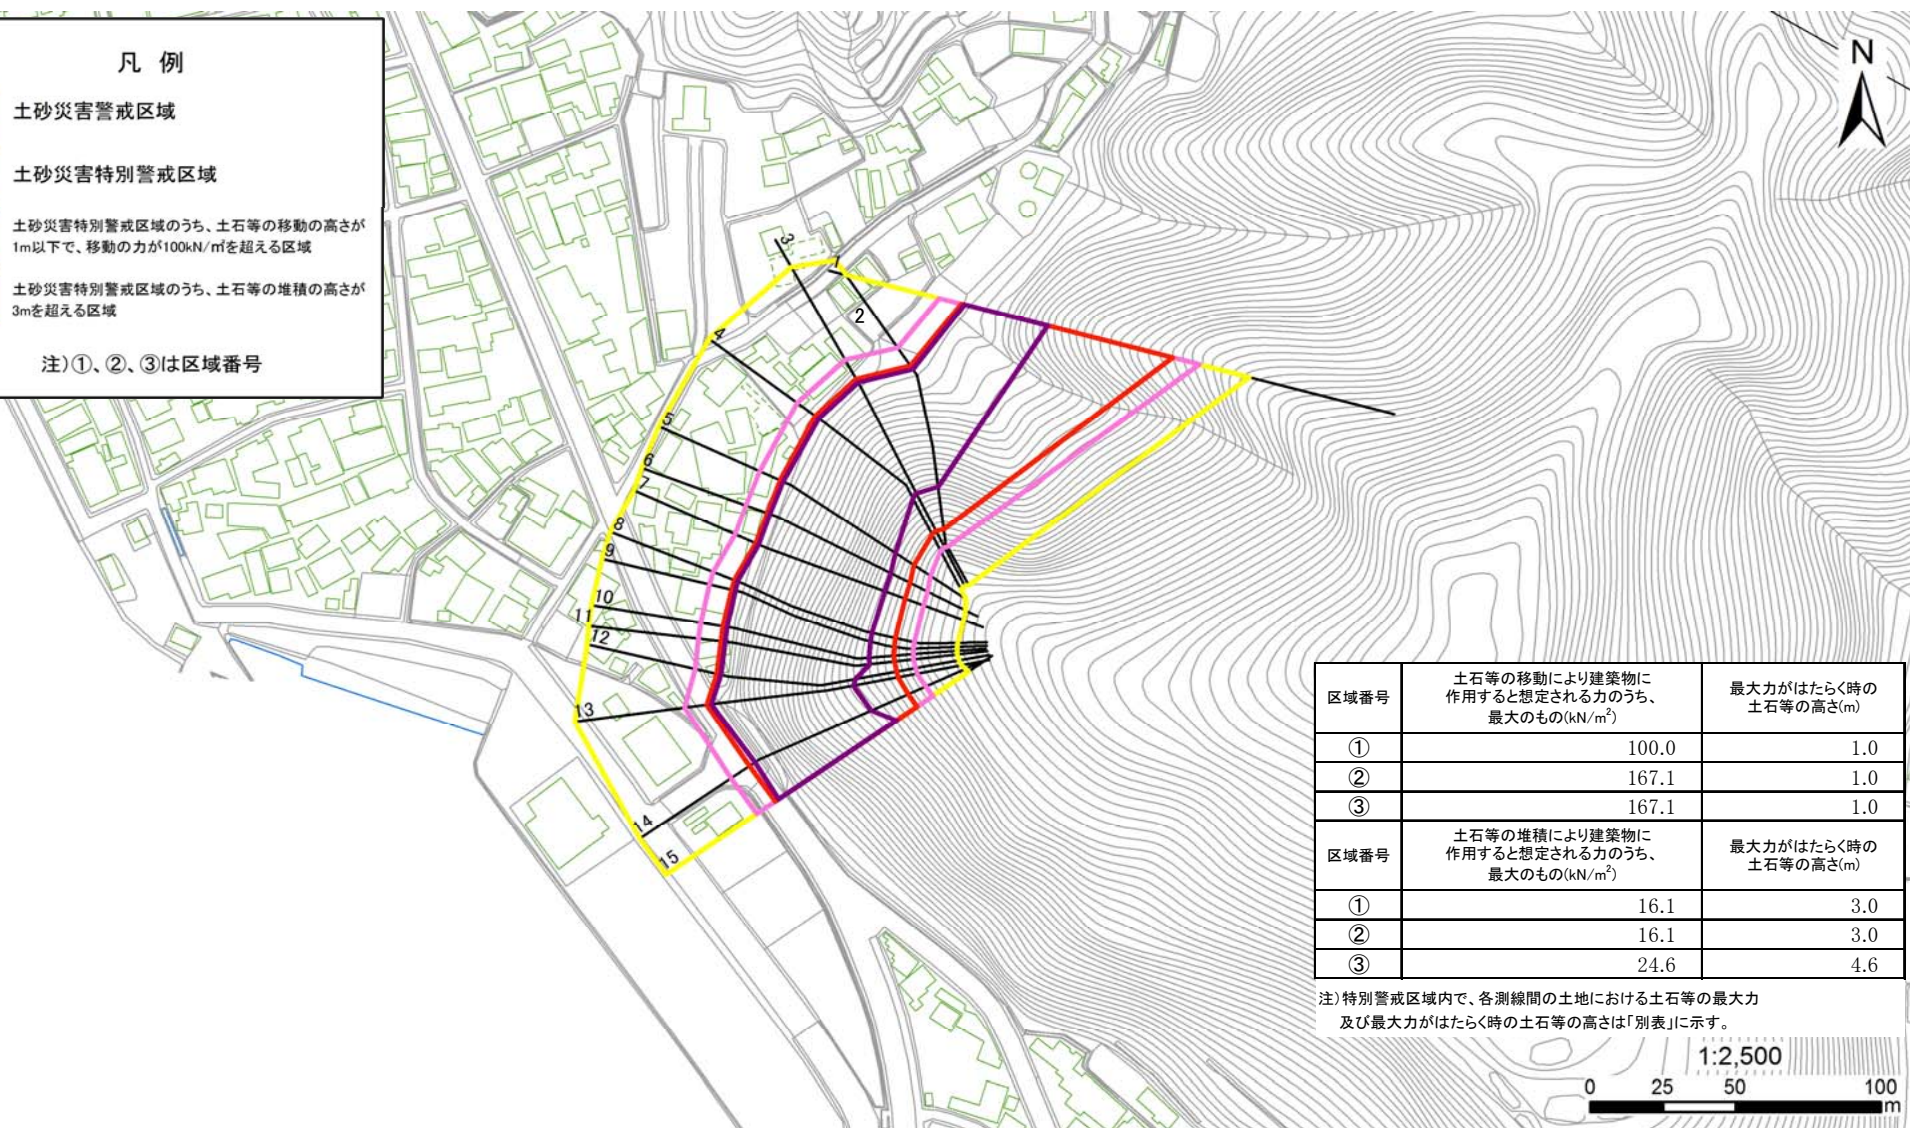 凡 例
土砂災害警戒区域
土砂災害特別警戒区域
土砂災害特別警戒区域のうち、土石等の移動の高さが
1m以下で、移動の力が100kN/㎡を超える区域
土砂災害特別警戒区域のうち、土石等の堆積の高さが
3mを超える区域
注)①、②、③は区域番号
N
3
1
2
4
5
6
7
8
9
10
11
12
13
14
15
区域番号
土石等の移動により建築物に
作用すると想定される力のうち、
最大のもの(kN/m²)
最大力がはたらく時の
土石等の高さ(m)
① 100.0 1.0
② 167.1 1.0
③ 167.1 1.0
区域番号
土石等の堆積により建築物に
作用すると想定される力のうち、
最大のもの(kN/m²)
最大力がはたらく時の
土石等の高さ(m)
① 16.1 3.0
② 16.1 3.0
③ 24.6 4.6
注)特別警戒区域内で、各測線間の土地における土石等の最大力
及び最大力がはたらく時の土石等の高さは「別表」に示す。
1:2,500
0 25 50 100
m